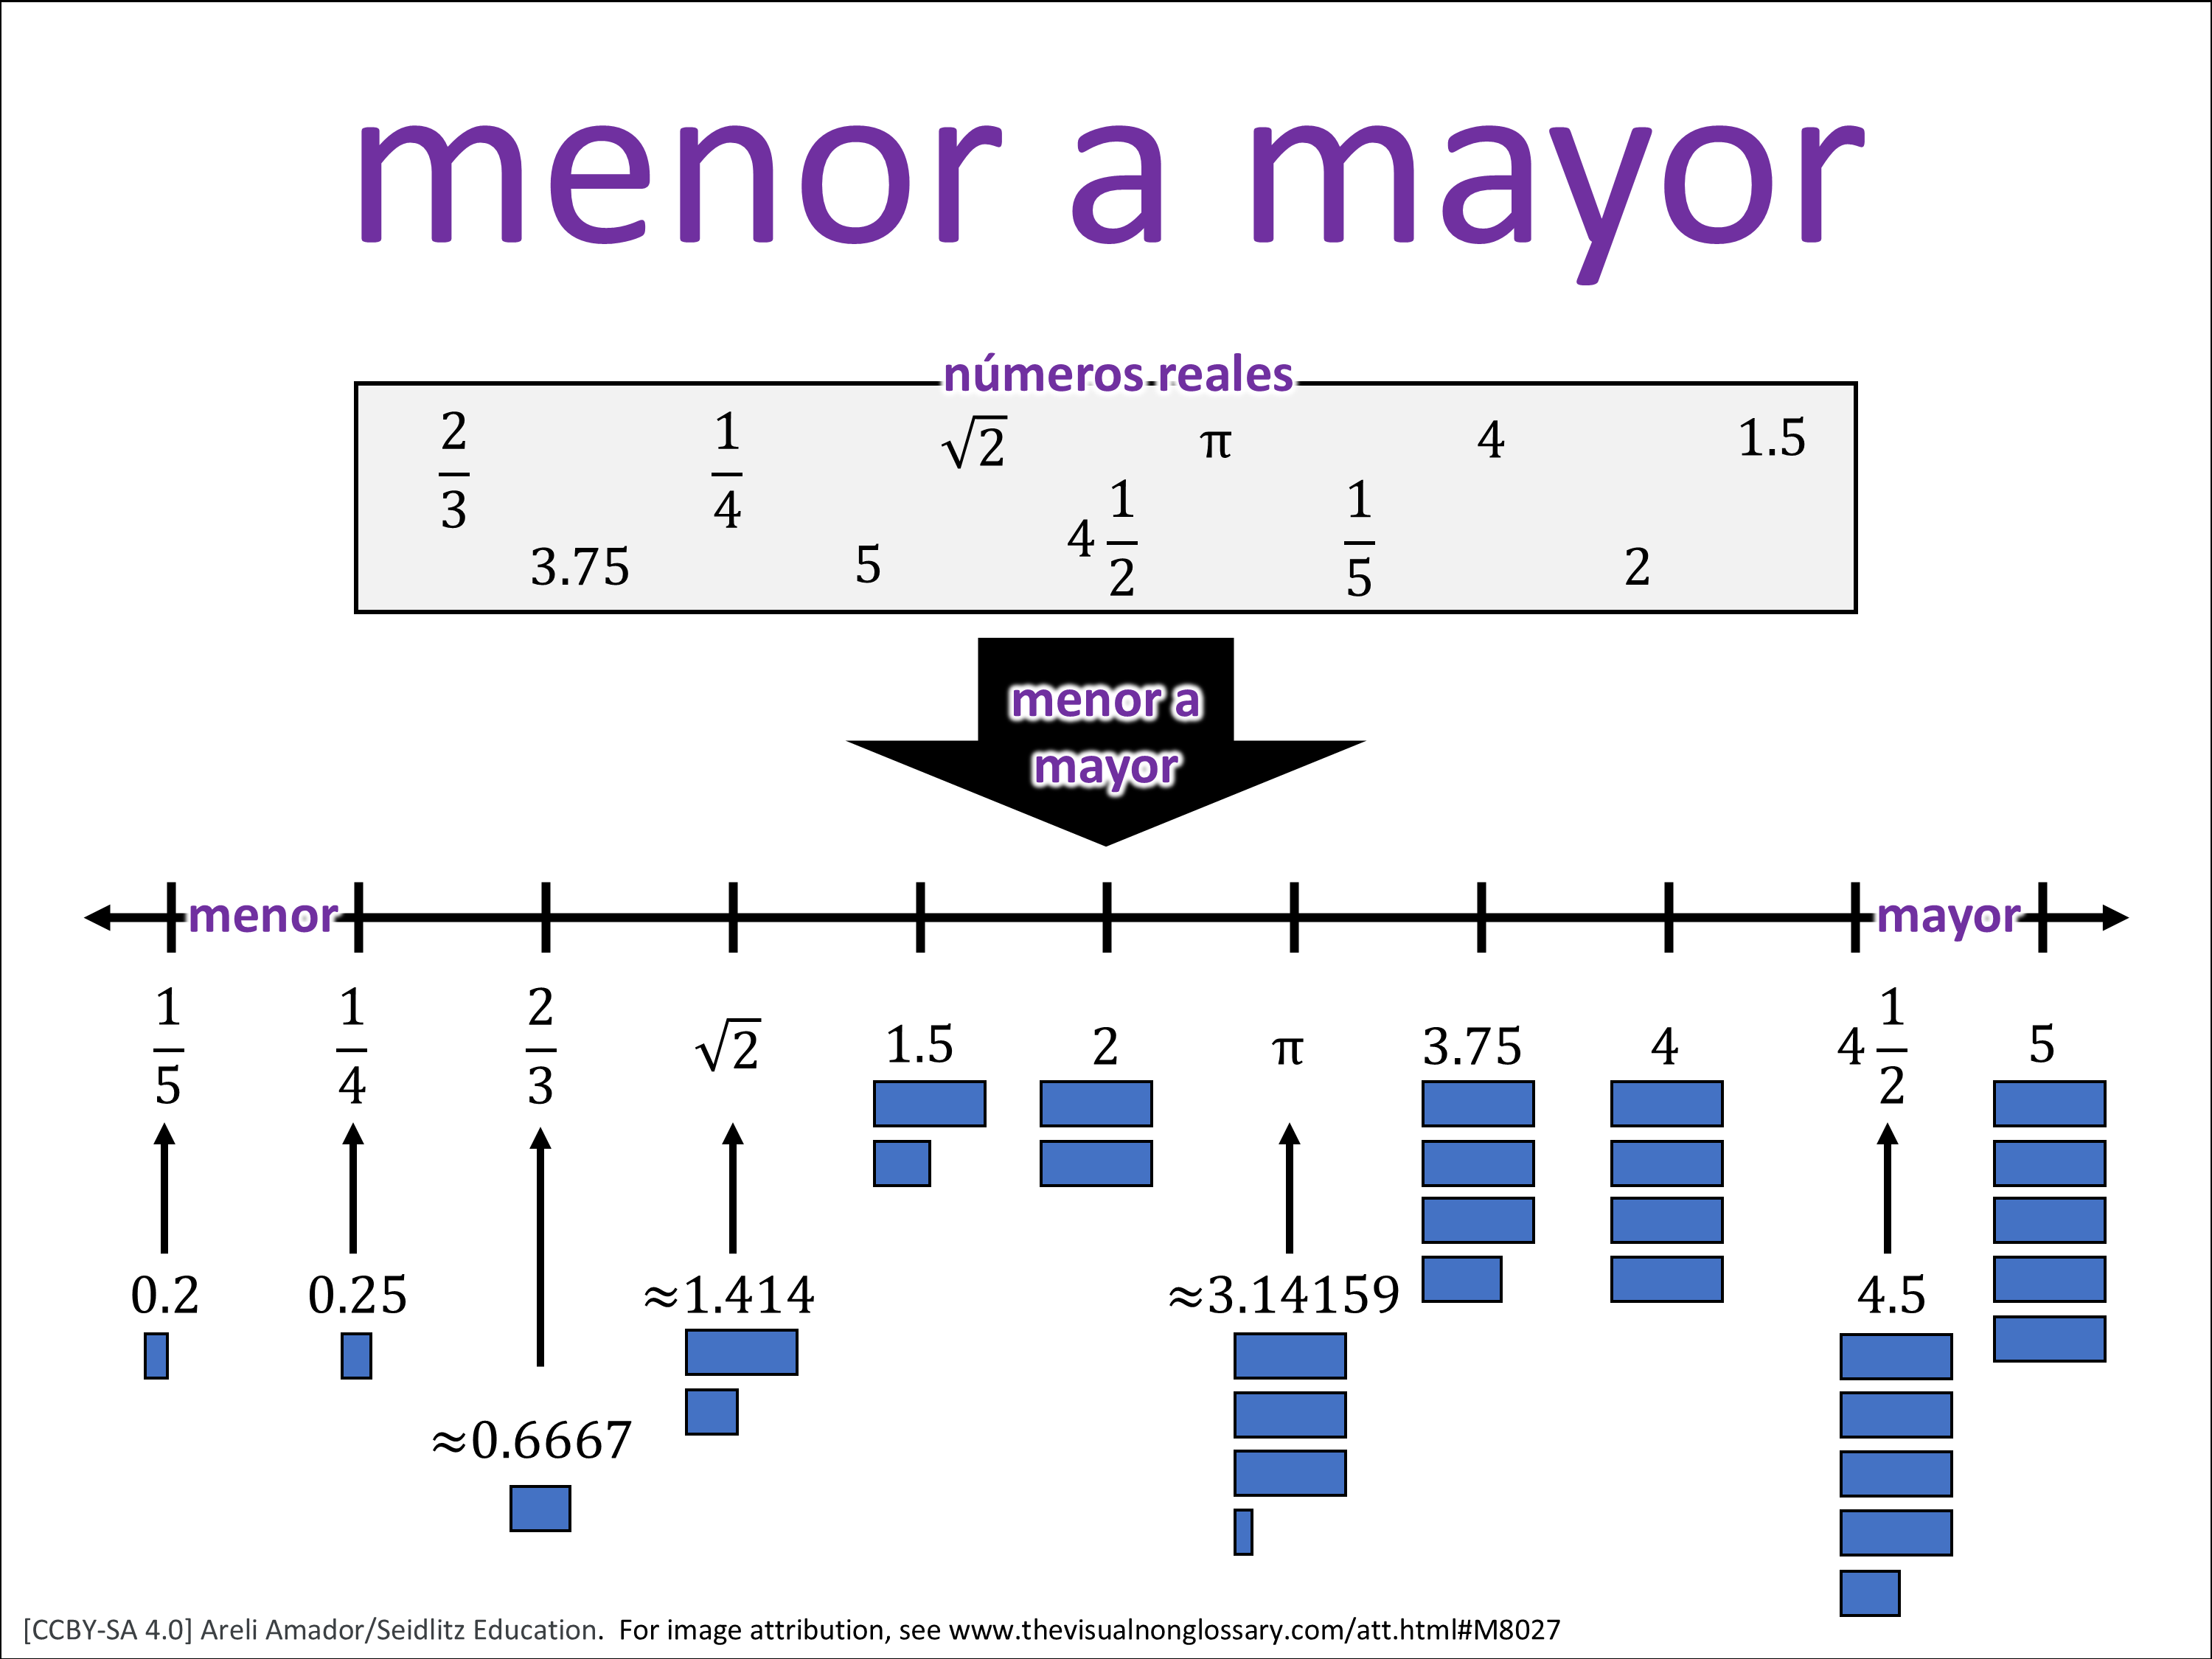 menor a mayor
números reales
2/3 1/4 √2 π 4 1.5
3.75 5 4 1/2 1/5 2
menor a
mayor
menor mayor
1/5 1/4 2/3 √2 1.5 2 π 3.75 4 4 1/2 5
0.2 0.25 ≈1.414 ≈3.14159 4.5
≈0.6667
[CCBY-SA 4.0] Areli Amador/Seidlitz Education. For image attribution, see www.thevisualnonglossary.com/att.html#M8027